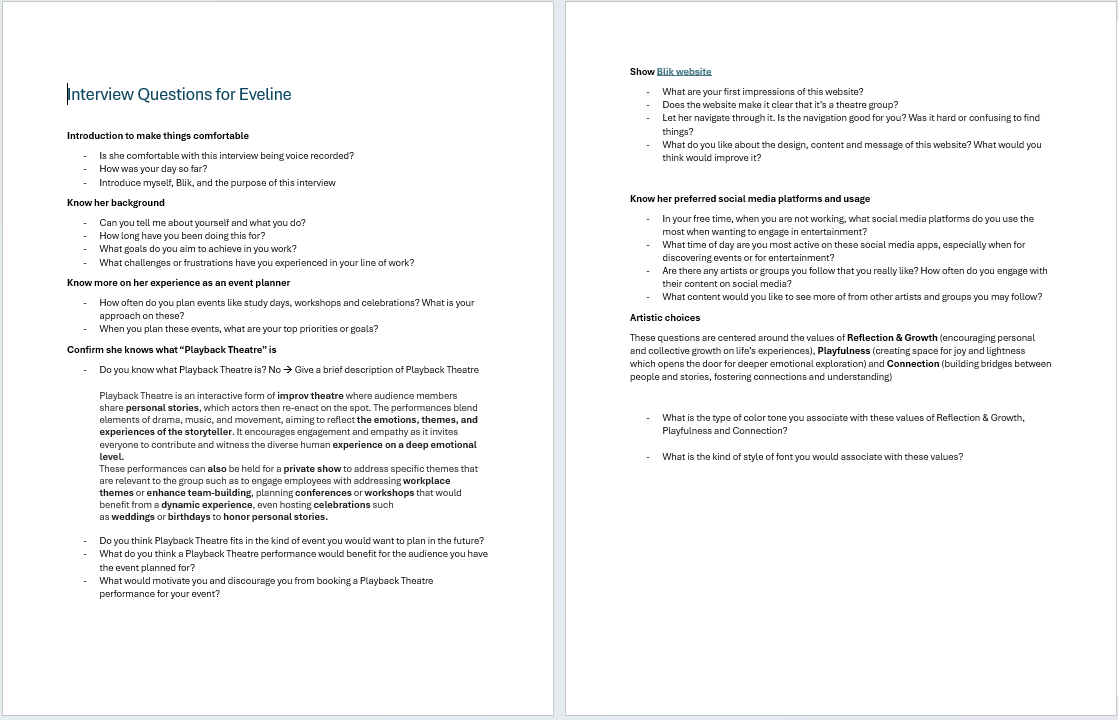 Interview Questions for Eveline
Introduction to make things comfortable
- Is she comfortable with this interview being voice recorded?
- How was your day so far?
- Introduce myself, Blik, and the purpose of this interview
Know her background
- Can you tell me about yourself and what you do?
- How long have you been doing this for?
- What goals do you aim to achieve in you work?
- What challenges or frustrations have you experienced in your line of work?
Know more on her experience as an event planner
- How often do you plan events like study days, workshops and celebrations? What is your
approach on these?
- When you plan these events, what are your top priorities or goals?
Confirm she knows what “Playback Theatre” is
- Do you know what Playback Theatre is? No → Give a brief description of Playback Theatre
Playback Theatre is an interactive form of improv theatre where audience members
share personal stories, which actors then re-enact on the spot. The performances blend
elements of drama, music, and movement, aiming to reflect the emotions, themes, and
experiences of the storyteller. It encourages engagement and empathy as it invites
everyone to contribute and witness the diverse human experience on a deep emotional
level.
These performances can also be held for a private show to address specific themes that
are relevant to the group such as to engage employees with addressing workplace
themes or enhance team-building, planning conferences or workshops that would
benefit from a dynamic experience, even hosting celebrations such
as weddings or birthdays to honor personal stories.
- Do you think Playback Theatre fits in the kind of event you would want to plan in the future?
- What do you think a Playback Theatre performance would benefit for the audience you have
the event planned for?
- What would motivate you and discourage you from booking a Playback Theatre
performance for your event?
Show Blik website
- What are your first impressions of this website?
- Does the website make it clear that it’s a theatre group?
- Let her navigate through it. Is the navigation good for you? Was it hard or confusing to find
things?
- What do you like about the design, content and message of this website? What would you
think would improve it?
Know her preferred social media platforms and usage
- In your free time, when you are not working, what social media platforms do you use the
most when wanting to engage in entertainment?
- What time of day are you most active on these social media apps, especially when for
discovering events or for entertainment?
- Are there any artists or groups you follow that you really like? How often do you engage with
their content on social media?
- What content would you like to see more of from other artists and groups you may follow?
Artistic choices
These questions are centered around the values of Reflection & Growth (encouraging personal
and collective growth on life’s experiences), Playfulness (creating space for joy and lightness
which opens the door for deeper emotional exploration) and Connection (building bridges between
people and stories, fostering connections and understanding)
- What is the type of color tone you associate with these values of Reflection & Growth,
Playfulness and Connection?
- What is the kind of style of font you would associate with these values?